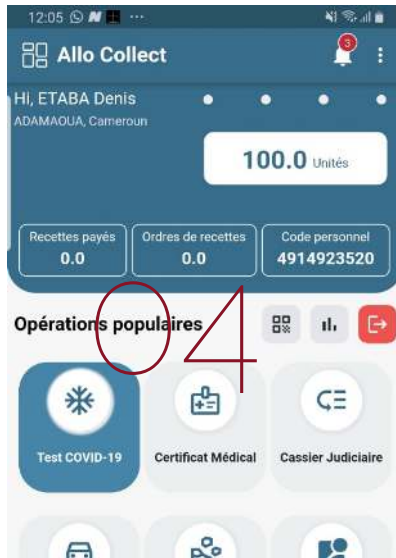 12:05
Allo Collect
3
Hi, ETABA Denis
ADAMAOUA, Cameroun
100.0 Unités
Recettes payés
0.0
Ordres de recettes
0.0
Code personnel
4914923520
Opérations populaires
04
Test COVID-19
Certificat Médical
Cassier Judiciaire